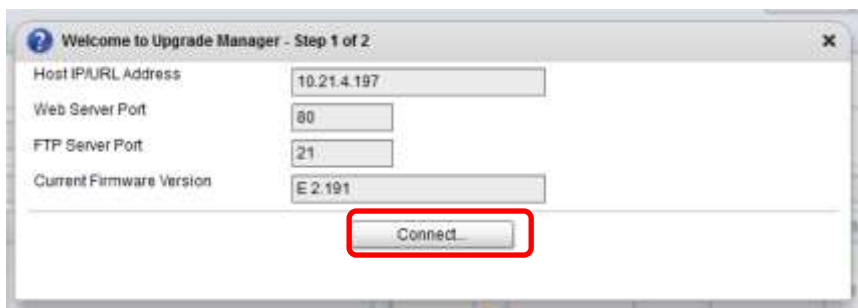 Welcome to Upgrade Manager - Step 1 of 2
Host IP/URL Address 10.21.4.197
Web Server Port 80
FTP Server Port 21
Current Firmware Version E 2.191
Connect...